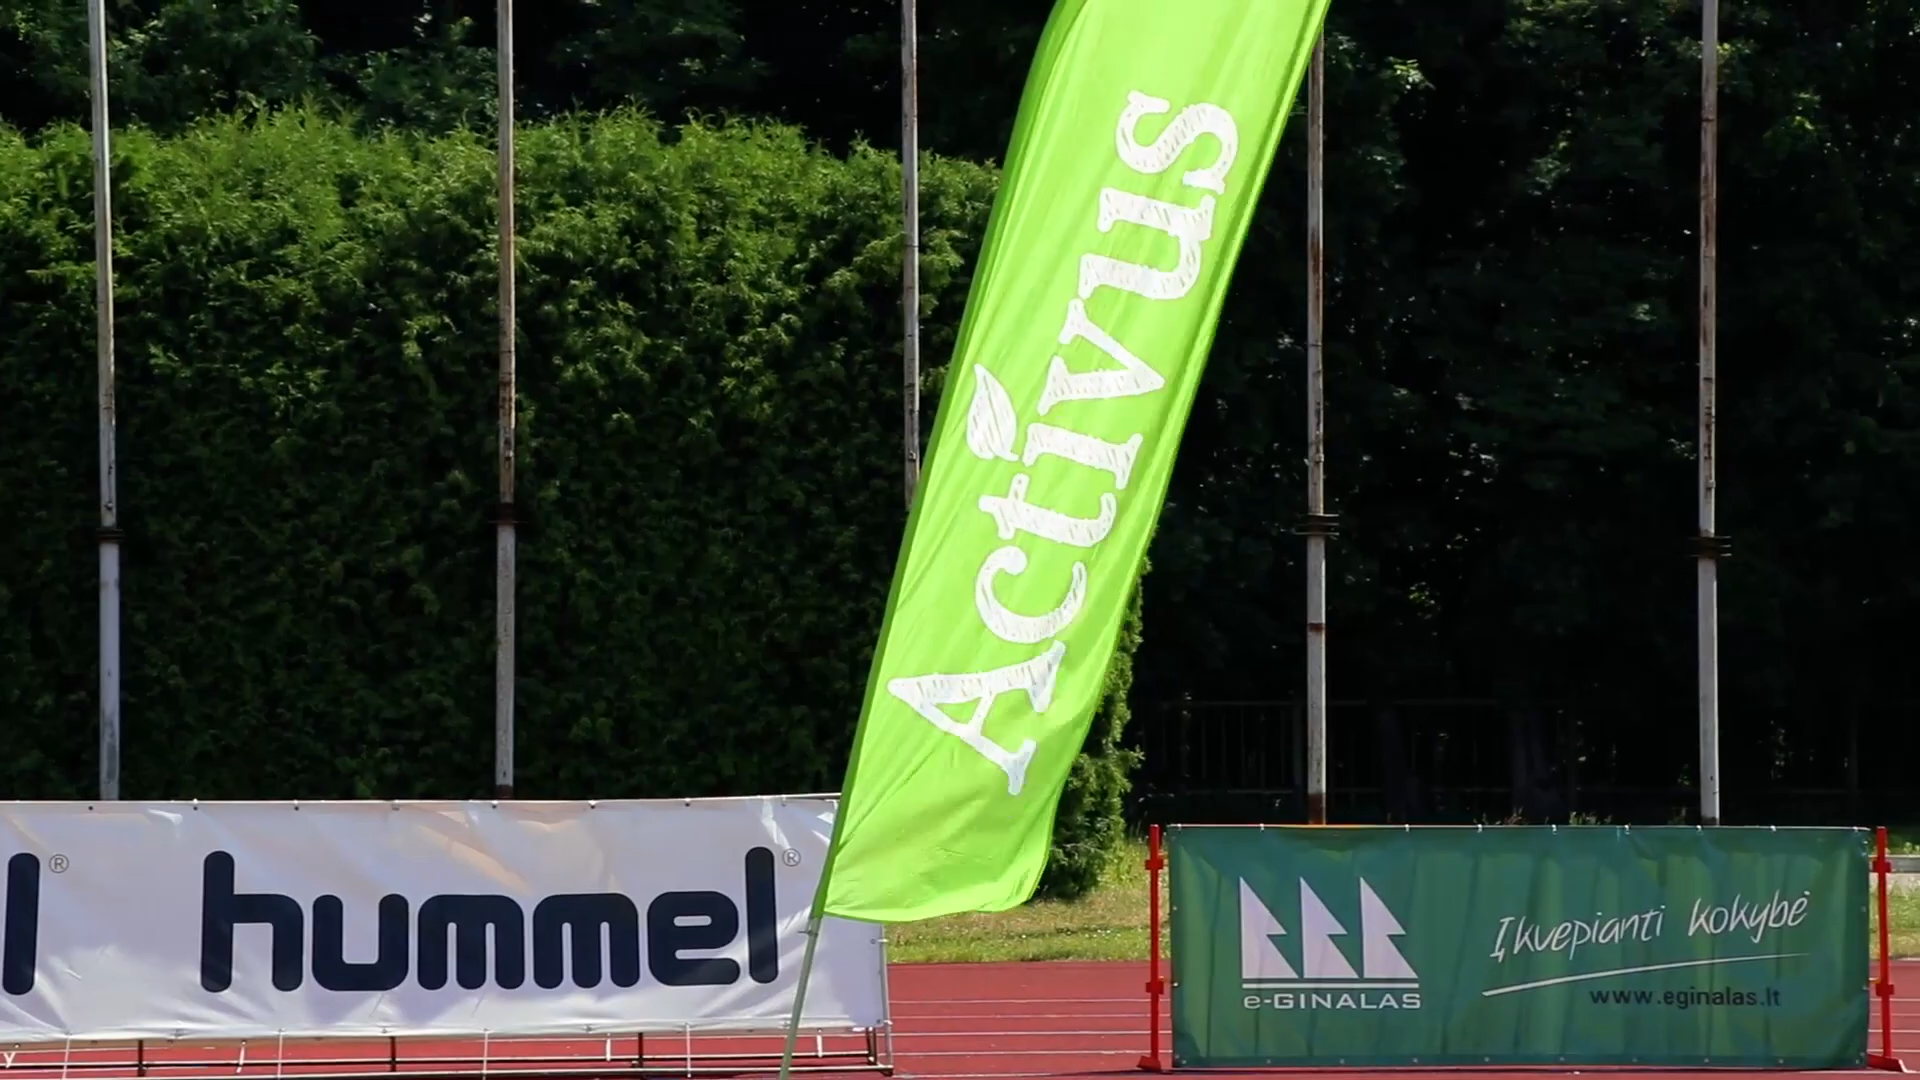 Activus
l®
hummel®
e-GINALAS
Įkvepianti kokybė
www.eginalas.lt